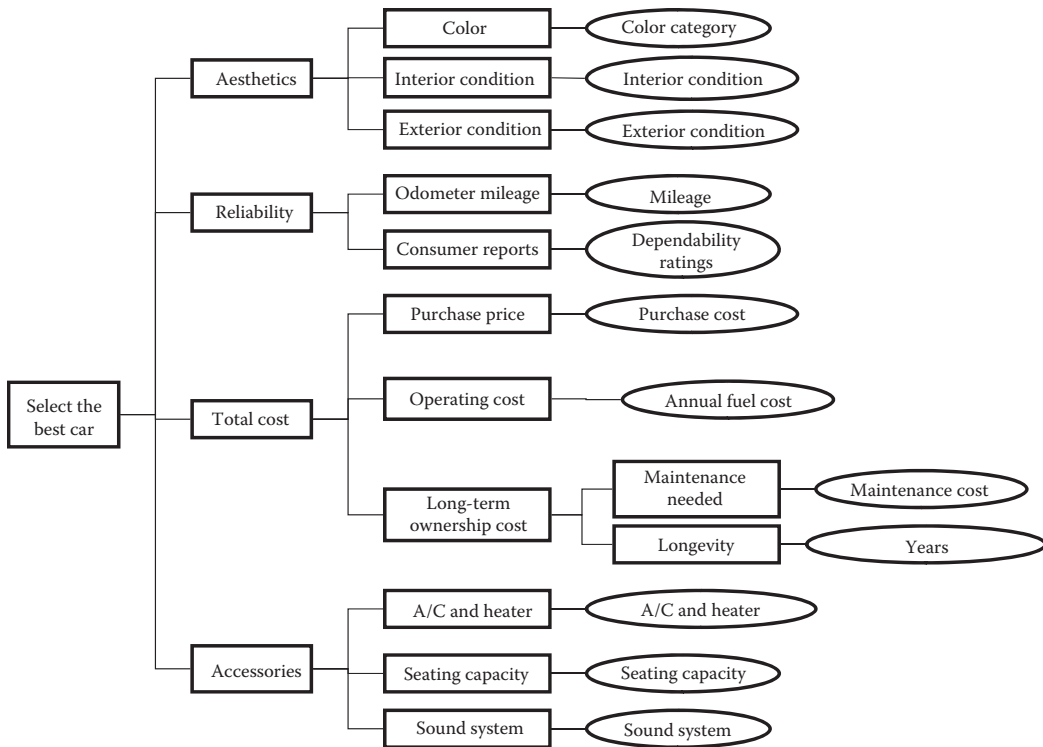 Color
Color category
Aesthetics
Interior condition
Interior condition
Exterior condition
Exterior condition
Reliability
Odometer mileage
Mileage
Consumer reports
Dependability
ratings
Purchase price
Purchase cost
Select the
best car
Total cost
Operating cost
Annual fuel cost
Long-term
ownership cost
Maintenance
needed
Maintenance cost
Longevity
Years
Accessories
A/C and heater
A/C and heater
Seating capacity
Seating capacity
Sound system
Sound system